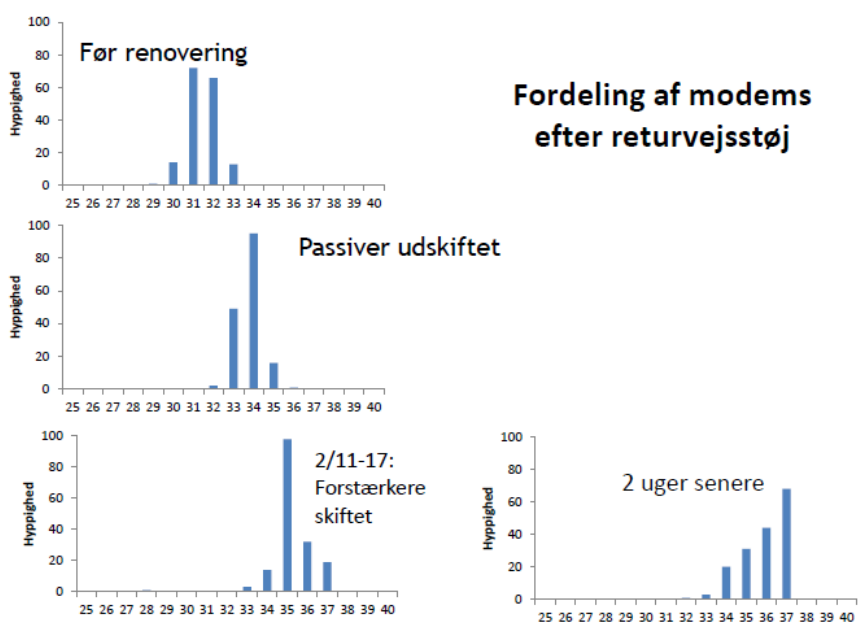 Før renovering
Hyppighed
100
80
60
40
20
0
25 26 27 28 29 30 31 32 33 34 35 36 37 38 39 40
Fordeling af modems
efter returvejsstøj
Passiver udskiftet
Hyppighed
100
80
60
40
20
0
25 26 27 28 29 30 31 32 33 34 35 36 37 38 39 40
2/11-17:
Forstærkere
skiftet
Hyppighed
100
80
60
40
20
0
25 26 27 28 29 30 31 32 33 34 35 36 37 38 39 40
2 uger senere
Hyppighed
100
80
60
40
20
0
25 26 27 28 29 30 31 32 33 34 35 36 37 38 39 40